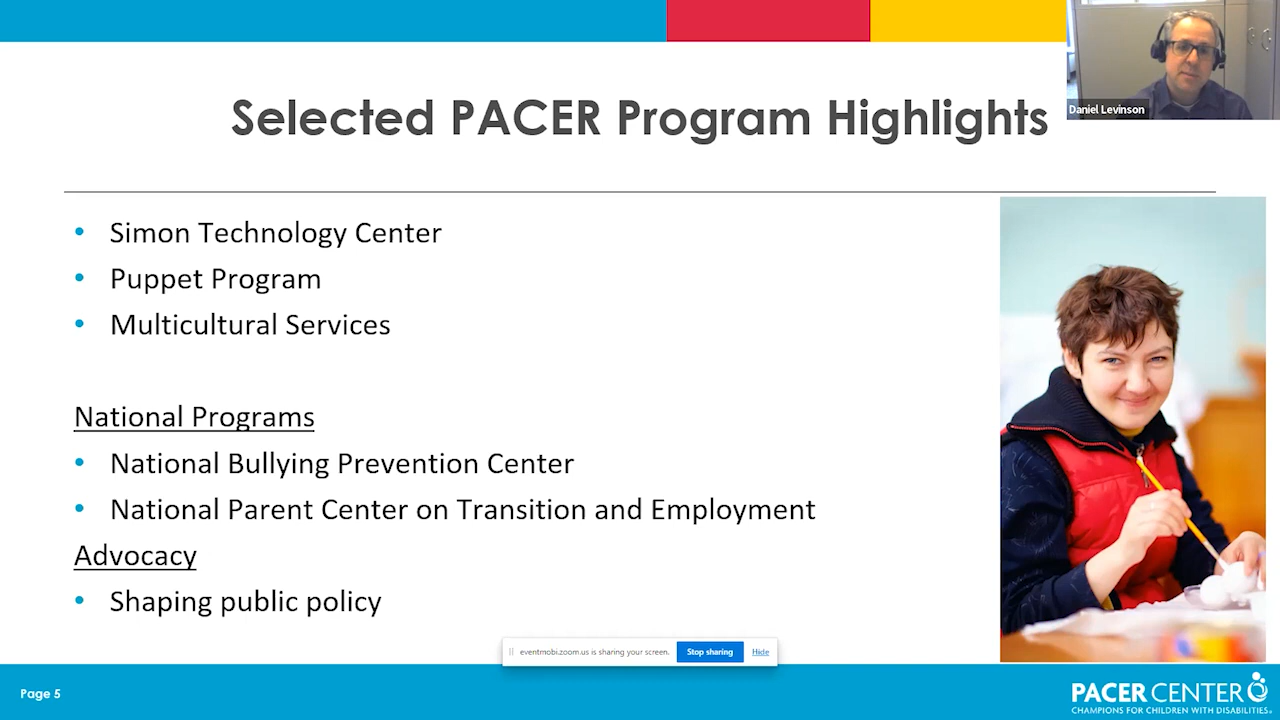 Daniel Levinson
Selected PACER Program Highlights
• Simon Technology Center
• Puppet Program
• Multicultural Services
National Programs
• National Bullying Prevention Center
• National Parent Center on Transition and Employment
Advocacy
• Shaping public policy
eventmobi.zoom.us is sharing your screen. Stop sharing Hide
Page 5
PACER CENTER
CHAMPIONS FOR CHILDREN WITH DISABILITIES